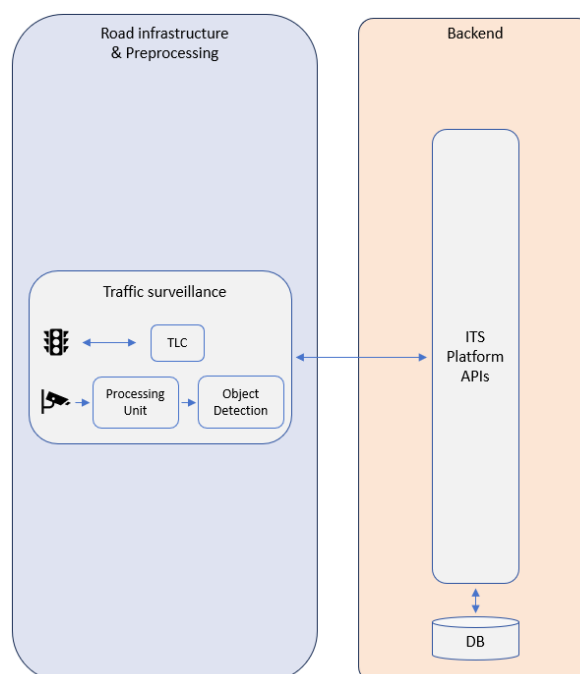 Road infrastructure
& Preprocessing
Backend
Traffic surveillance
TLC
Processing
Unit
Object
Detection
ITS
Platform
APIs
DB